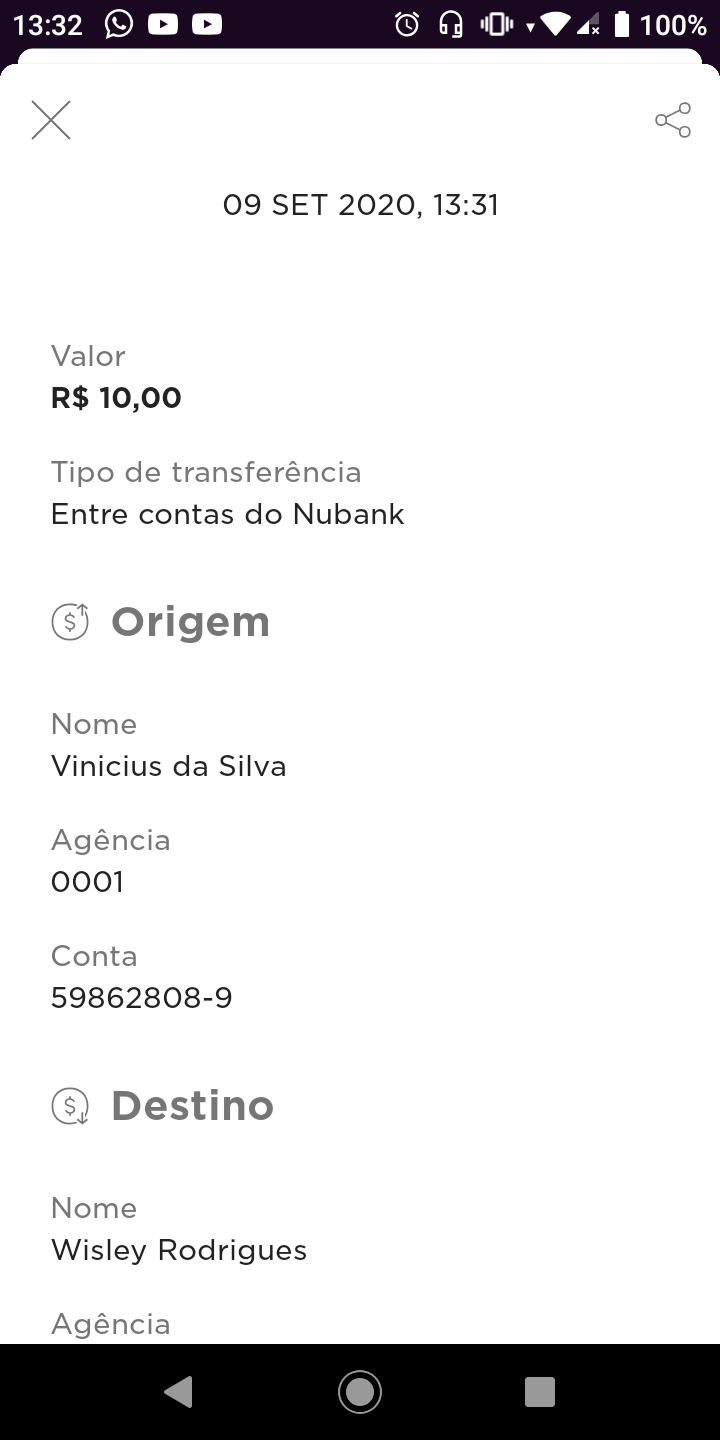 13:32
100%
09 SET 2020, 13:31
Valor
R$ 10,00
Tipo de transferência
Entre contas do Nubank
Origem
Nome
Vinicius da Silva
Agência
0001
Conta
59862808-9
Destino
Nome
Wisley Rodrigues
Agência